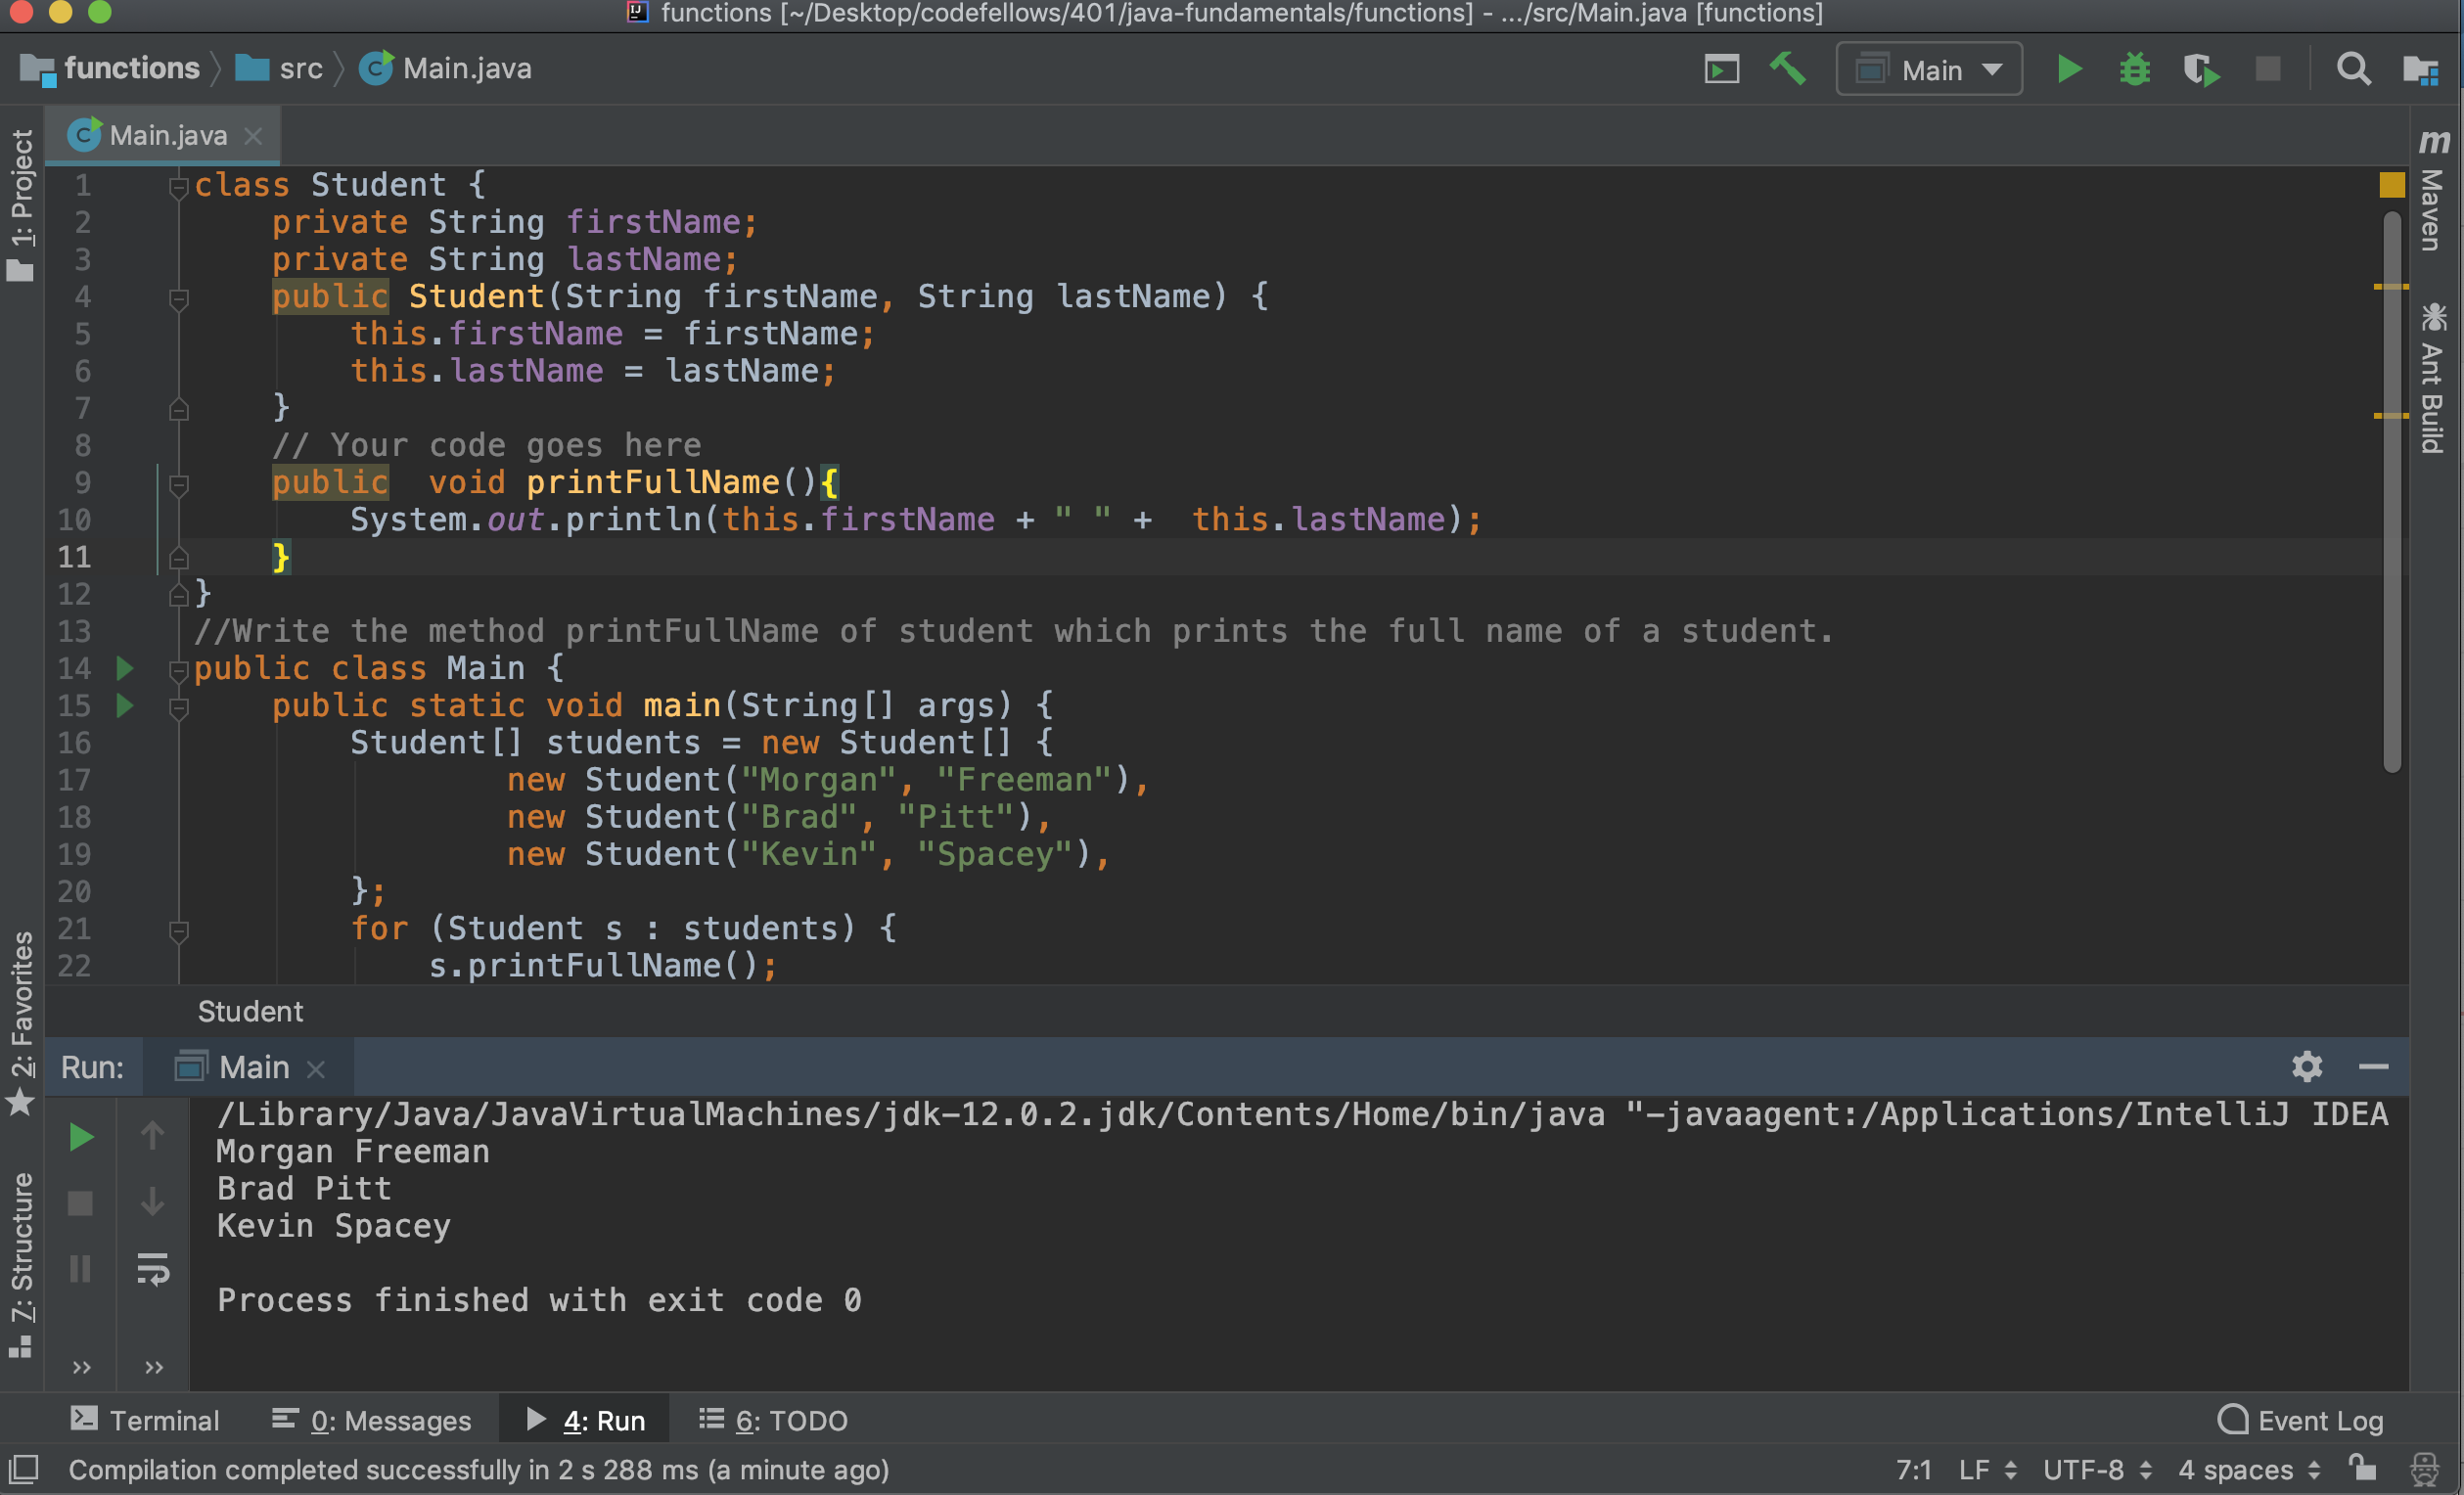 functions [~/Desktop/codefellows/401/java-fundamentals/functions] - .../src/Main.java [functions]
functions src Main.java
Main
Main.java
1: Project
2: Favorites
Z: Structure
Maven
Ant Build
1 class Student {
2 private String firstName;
3 private String lastName;
4 public Student(String firstName, String lastName) {
5 this.firstName = firstName;
6 this.lastName = lastName;
7 }
8 // Your code goes here
9 public  void printFullName(){
10 System.out.println(this.firstName + " " +  this.lastName);
11 }
12 }
13 //Write the method printFullName of student which prints the full name of a student.
14 public class Main {
15 public static void main(String[] args) {
16 Student[] students = new Student[] {
17 new Student("Morgan", "Freeman"),
18 new Student("Brad", "Pitt"),
19 new Student("Kevin", "Spacey"),
20 };
21 for (Student s : students) {
22 s.printFullName();
Student
Run: Main
/Library/Java/JavaVirtualMachines/jdk-12.0.2.jdk/Contents/Home/bin/java "-javaagent:/Applications/IntelliJ IDEA
Morgan Freeman
Brad Pitt
Kevin Spacey
Process finished with exit code 0
Terminal 0: Messages 4: Run 6: TODO Event Log
Compilation completed successfully in 2 s 288 ms (a minute ago) 7:1 LF UTF-8 4 spaces